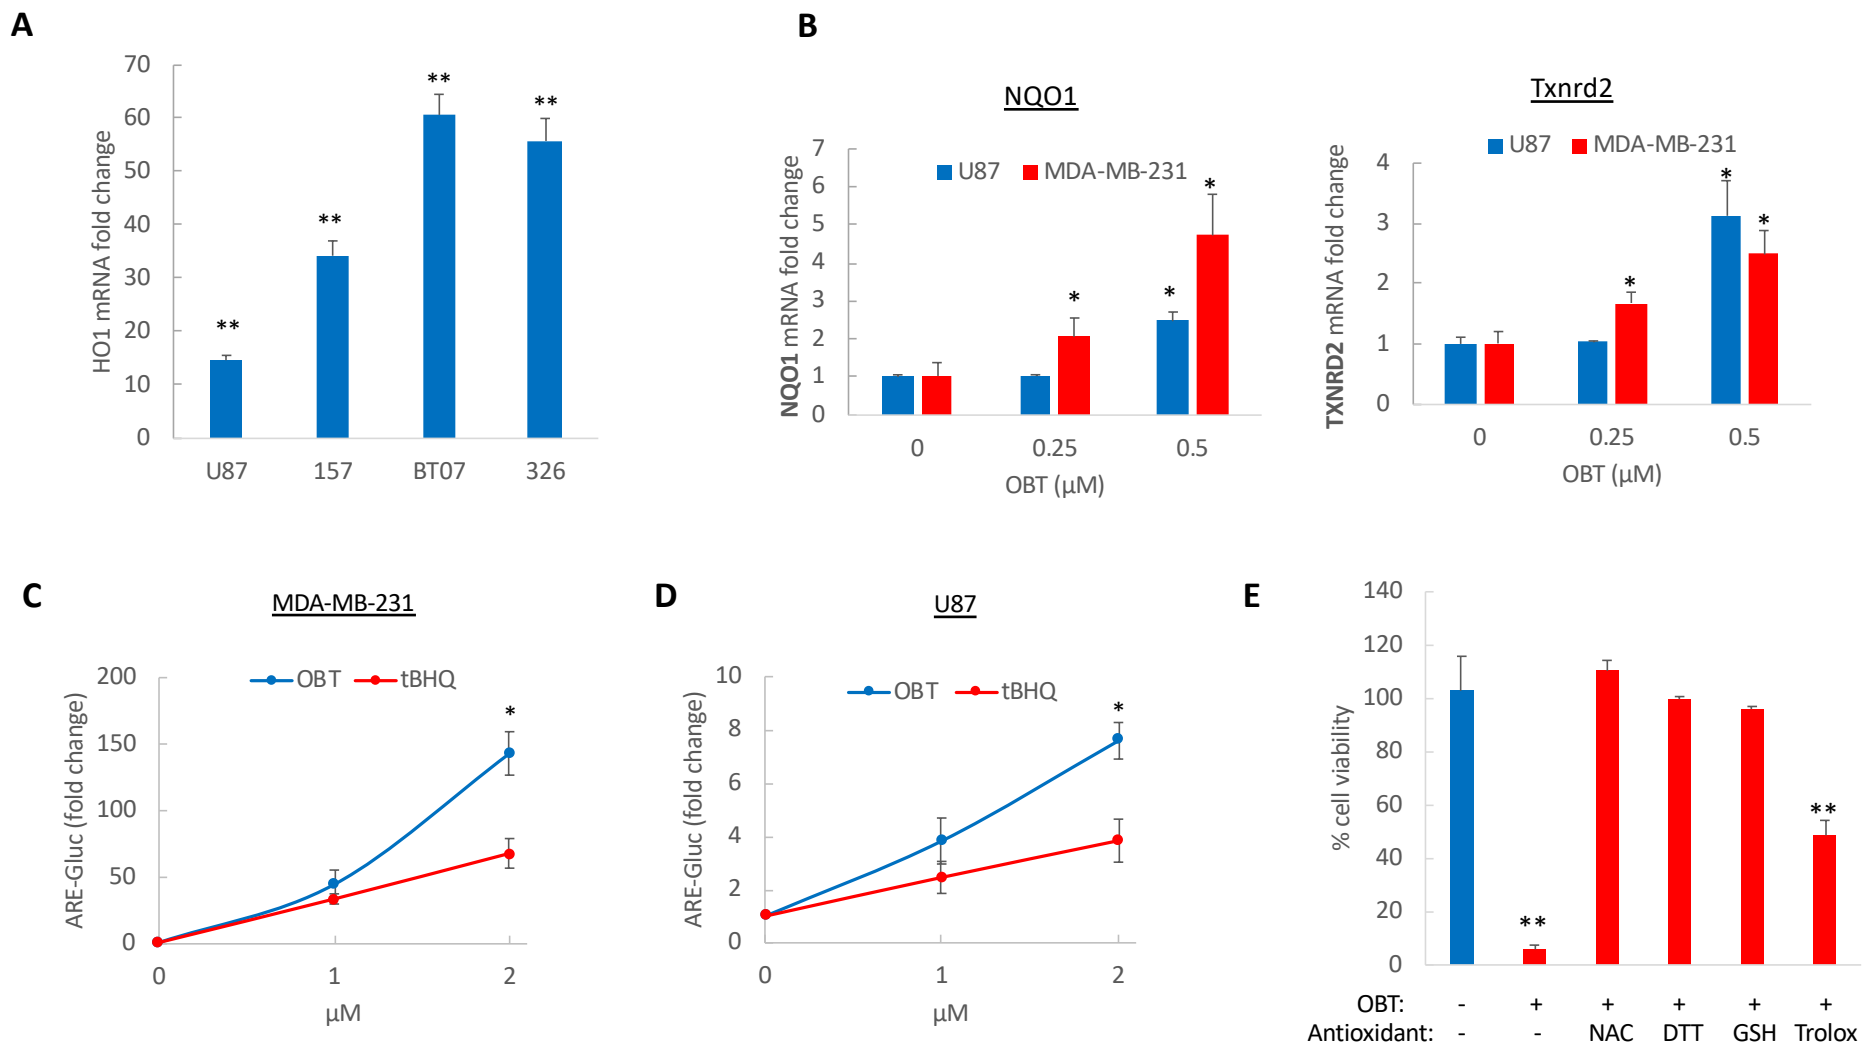 A
HO1 mRNA fold change
70
60
50
40
30
20
10
0
**
**
**
**
U87 157 BT07 326
B
NQO1
U87 MDA-MB-231
NQO1 mRNA fold change
7
6
5
4
3
2
1
0
*
*
*
0 0.25 0.5
OBT (µM)
Txnrd2
U87 MDA-MB-231
TXNRD2 mRNA fold change
4
3
2
1
0
*
*
*
0 0.25 0.5
OBT (µM)
C
MDA-MB-231
OBT tBHQ
ARE-Gluc (fold change)
200
150
100
50
0
*
0 1 2
µM
D
U87
OBT tBHQ
ARE-Gluc (fold change)
10
8
6
4
2
0
*
0 1 2
µM
E
% cell viability
140
120
100
80
60
40
20
0
**
**
OBT: - + + + + +
Antioxidant: - - NAC DTT GSH Trolox